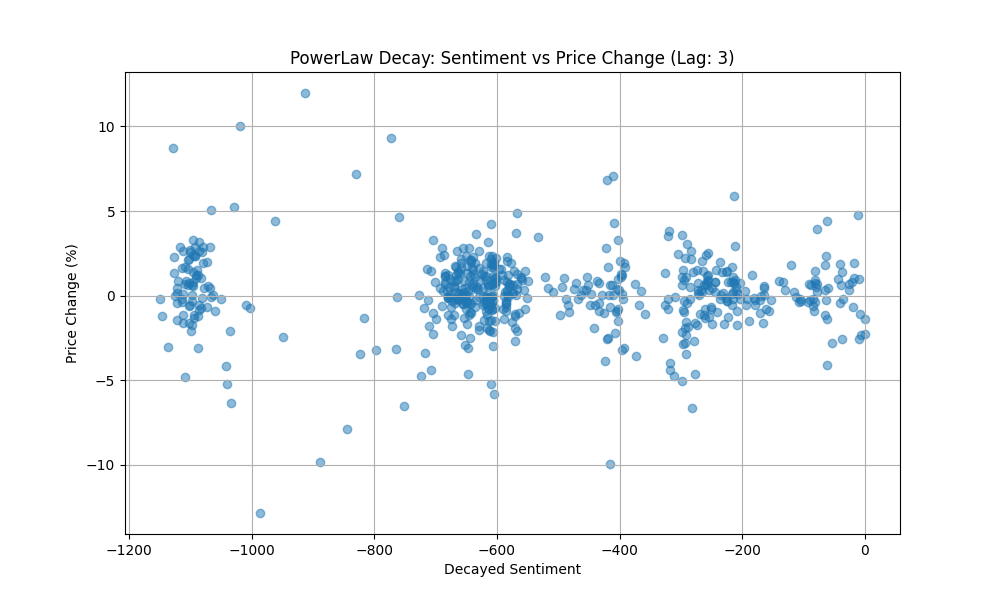 PowerLaw Decay: Sentiment vs Price Change (Lag: 3)
Price Change (%)
10
5
0
−5
−10
−1200 −1000 −800 −600 −400 −200 0
Decayed Sentiment